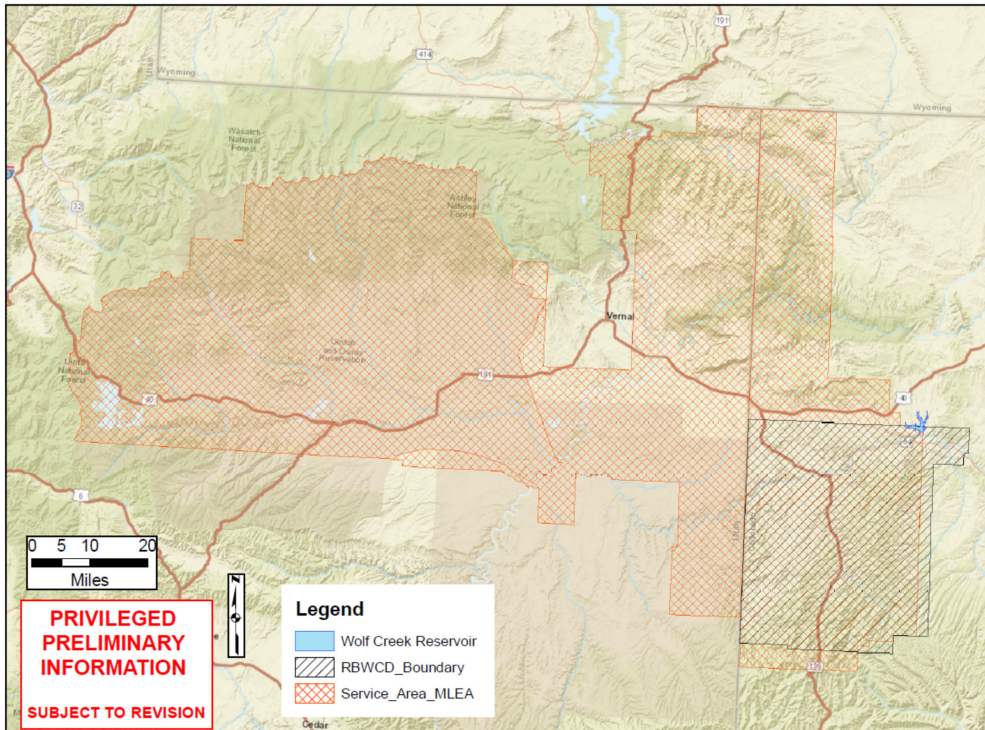 191
414
Utah
Wyoming
Wyoming
Wasatch
National
Forest
32
Ashley
National
Forest
Vernal
Uintah
and Ouray
Reservation
Uinta
National
Forest
191
40
40
64
6
Utah
0 5 10 20
Miles
N
PRIVILEGED
PRELIMINARY
INFORMATION
SUBJECT TO REVISION
Legend
Wolf Creek Reservoir
RBWCD_Boundary
Service_Area_MLEA
139
Cedar